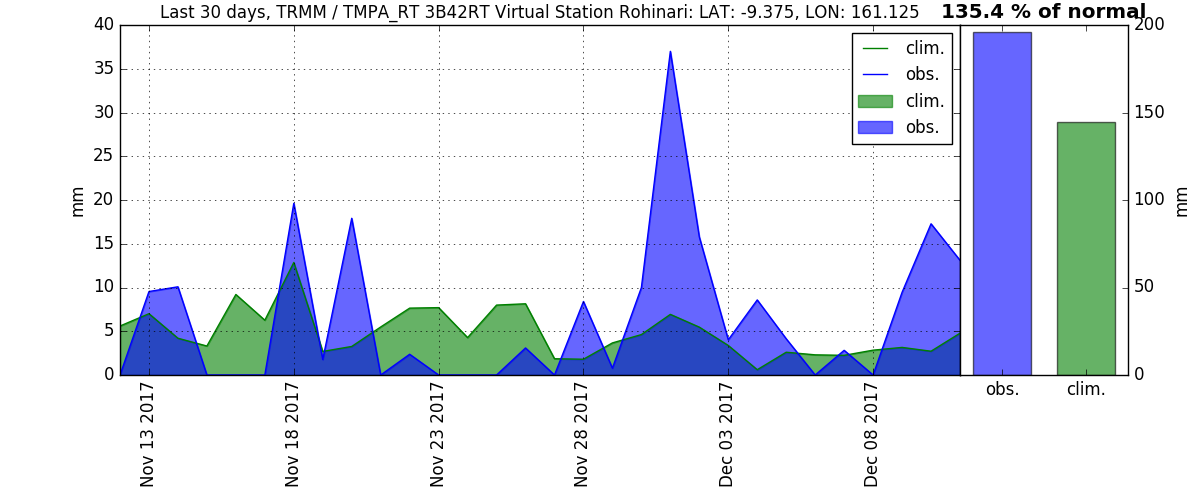 Last 30 days, TRMM / TMPA_RT 3B42RT Virtual Station Rohinari: LAT: -9.375, LON: 161.125
135.4 % of normal
40
35
30
25
20
15
10
5
0
mm
clim.
obs.
clim.
obs.
200
150
100
50
0
mm
Nov 13 2017
Nov 18 2017
Nov 23 2017
Nov 28 2017
Dec 03 2017
Dec 08 2017
obs.
clim.